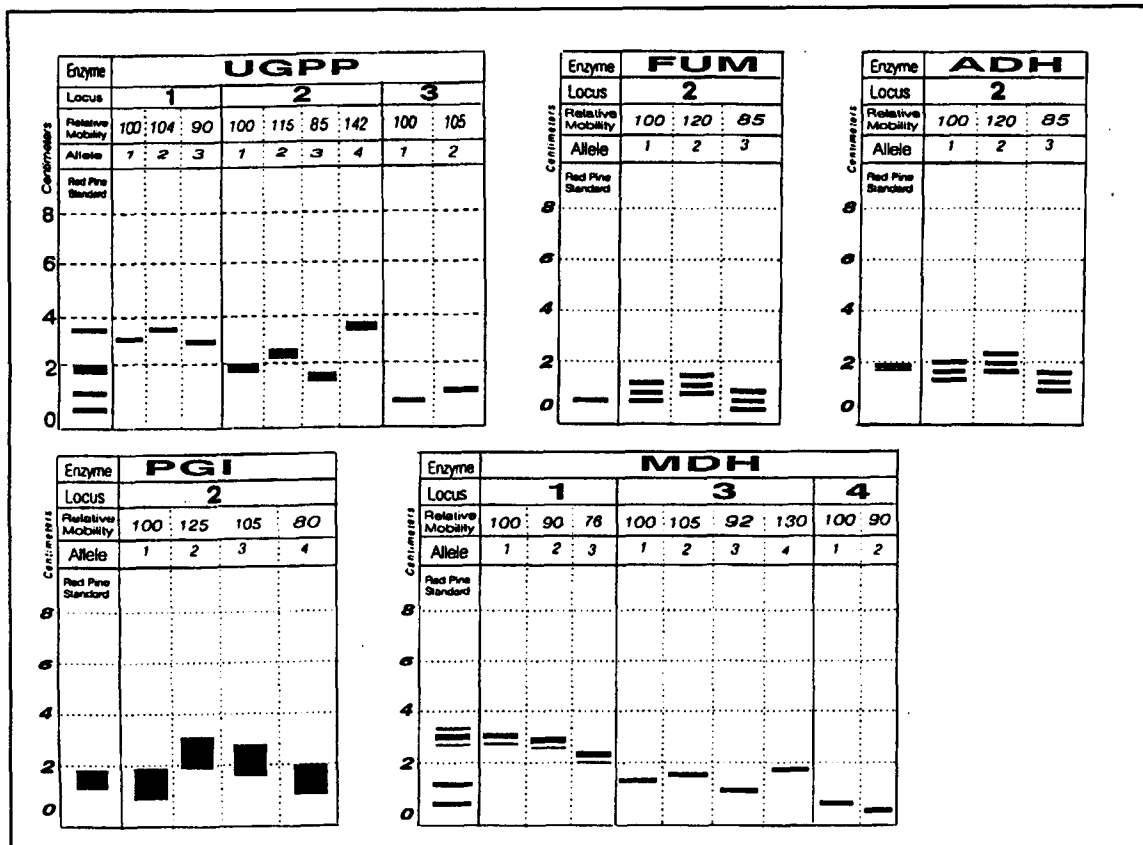 Enzyme UGPP
Locus 1 2 3
Relative Mobility 100 104 90 100 115 85 142 100 105
Allele 1 2 3 1 2 3 4 1 2
Centimeters
Red Pine
Standard
8
6
4
2
0
Enzyme FUM
Locus 2
Relative Mobility 100 120 85
Allele 1 2 3
Centimeters
Red Pine
Standard
8
6
4
2
0
Enzyme ADH
Locus 2
Relative Mobility 100 120 85
Allele 1 2 3
Centimeters
Red Pine
Standard
8
6
4
2
0
Enzyme PGI
Locus 2
Relative Mobility 100 125 105 80
Allele 1 2 3 4
Centimeters
Red Pine
Standard
8
6
4
2
0
Enzyme MDH
Locus 1 3 4
Relative Mobility 100 90 76 100 105 92 130 100 90
Allele 1 2 3 1 2 3 4 1 2
Centimeters
Red Pine
Standard
8
6
4
2
0